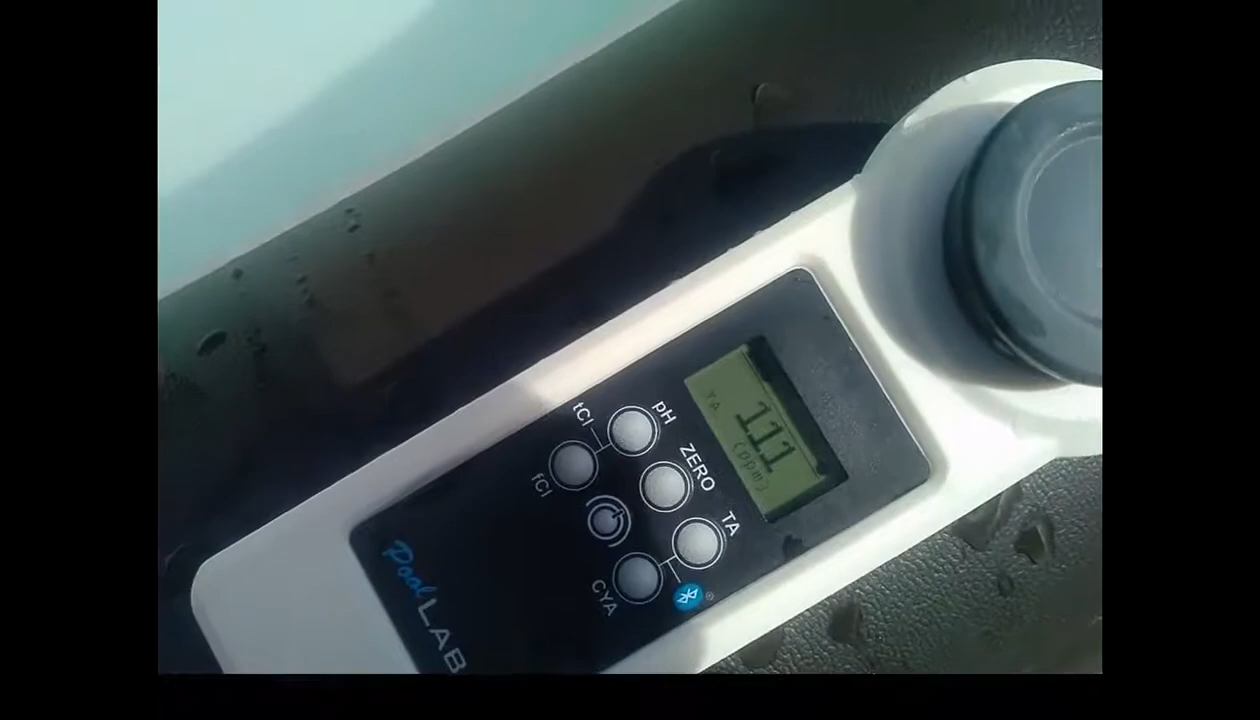 TA
111
(ppm)
pH
tCl
ZERO
fCl
TA
CYA
®
PoolLAB